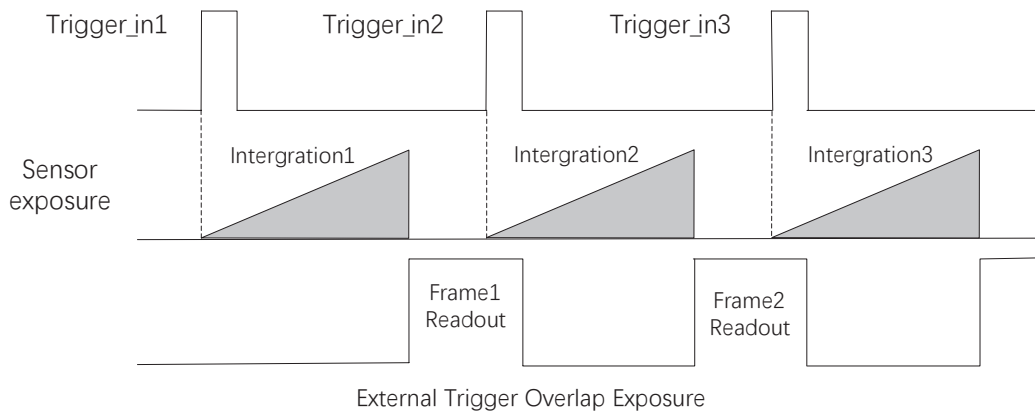 Trigger_in1
Trigger_in2
Trigger_in3
Intergration1
Intergration2
Intergration3
Sensor
exposure
Frame1
Readout
Frame2
Readout
External Trigger Overlap Exposure